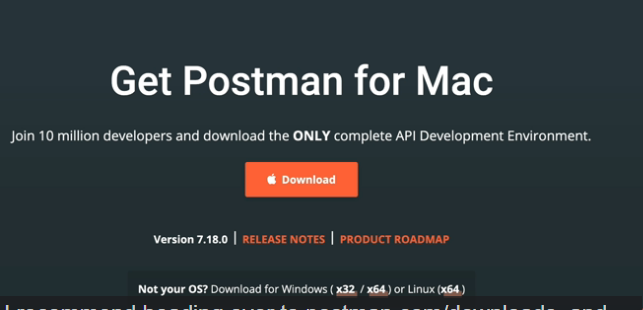 Get Postman for Mac
Join 10 million developers and download the ONLY complete API Development Environment.
Download
Version 7.18.0 | RELEASE NOTES | PRODUCT ROADMAP
Not your OS? Download for Windows ( x32 / x64 ) or Linux (x64 )
I recommend heading over to postman.com/downloads, and